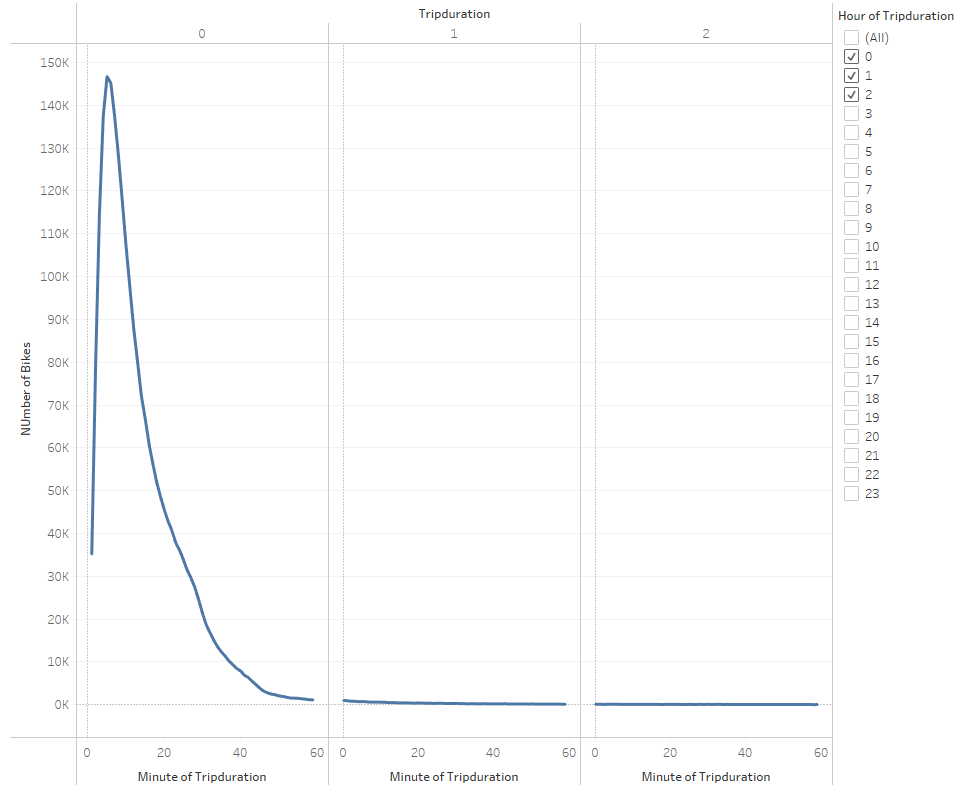 Tripduration
0 1 2
150K
140K
130K
120K
110K
100K
90K
80K
70K
60K
50K
40K
30K
20K
10K
0K
NUmber of Bikes
0 20 40 60 0 20 40 60 0 20 40 60
Minute of Tripduration Minute of Tripduration Minute of Tripduration
Hour of Tripduration
(All)
0
1
2
3
4
5
6
7
8
9
10
11
12
13
14
15
16
17
18
19
20
21
22
23